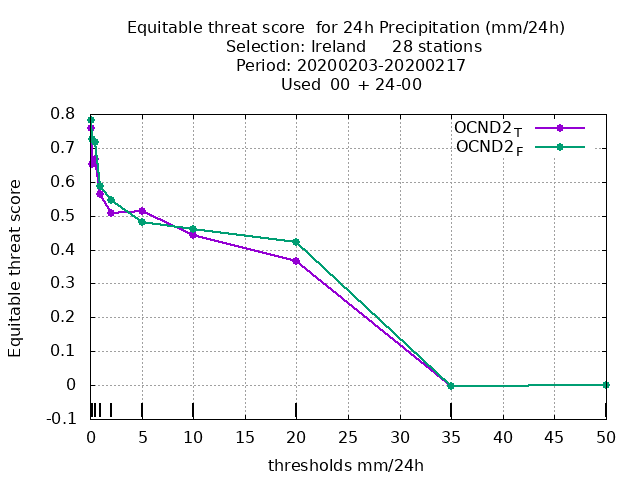 Equitable threat score  for 24h Precipitation (mm/24h)
Selection: Ireland     28 stations
Period: 20200203-20200217
Used  00 + 24-00
OCND2_T
OCND2_F
Equitable threat score
0.8
0.7
0.6
0.5
0.4
0.3
0.2
0.1
0
-0.1
0 5 10 15 20 25 30 35 40 45 50
thresholds mm/24h